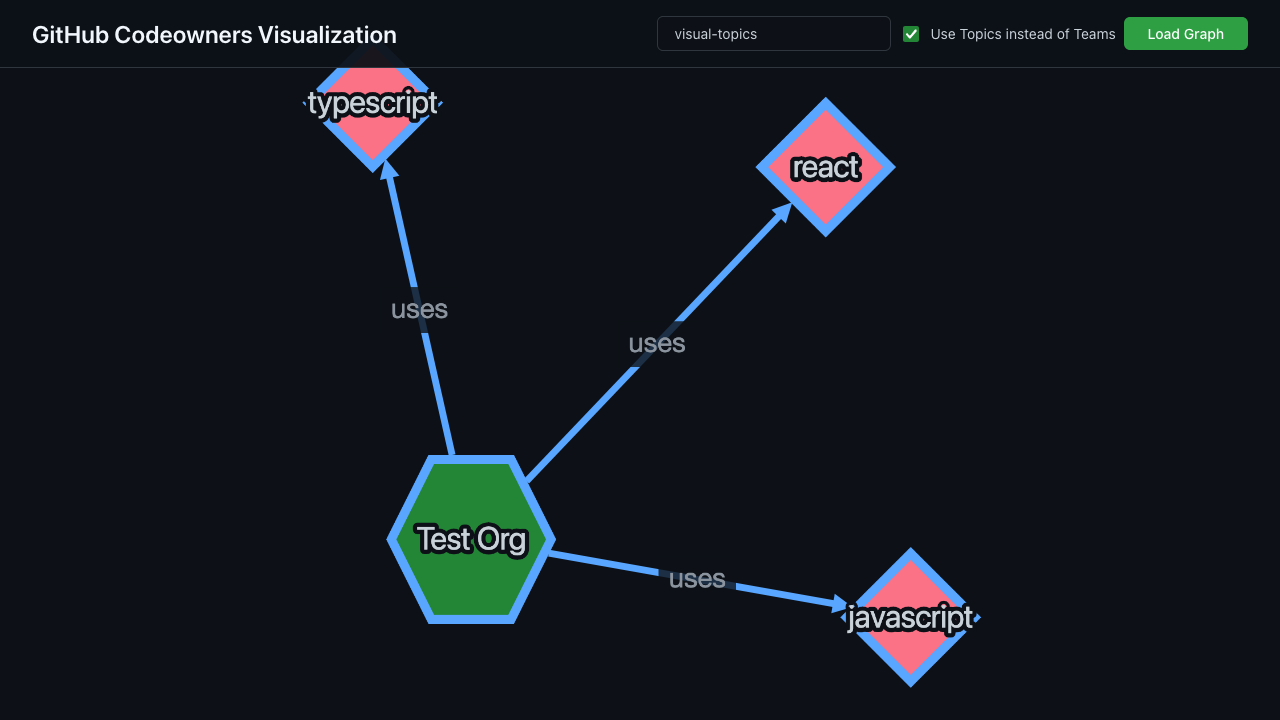 GitHub Codeowners Visualization
visual-topics
Use Topics instead of Teams
Load Graph
typescript
react
uses
uses
Test Org
uses
javascript